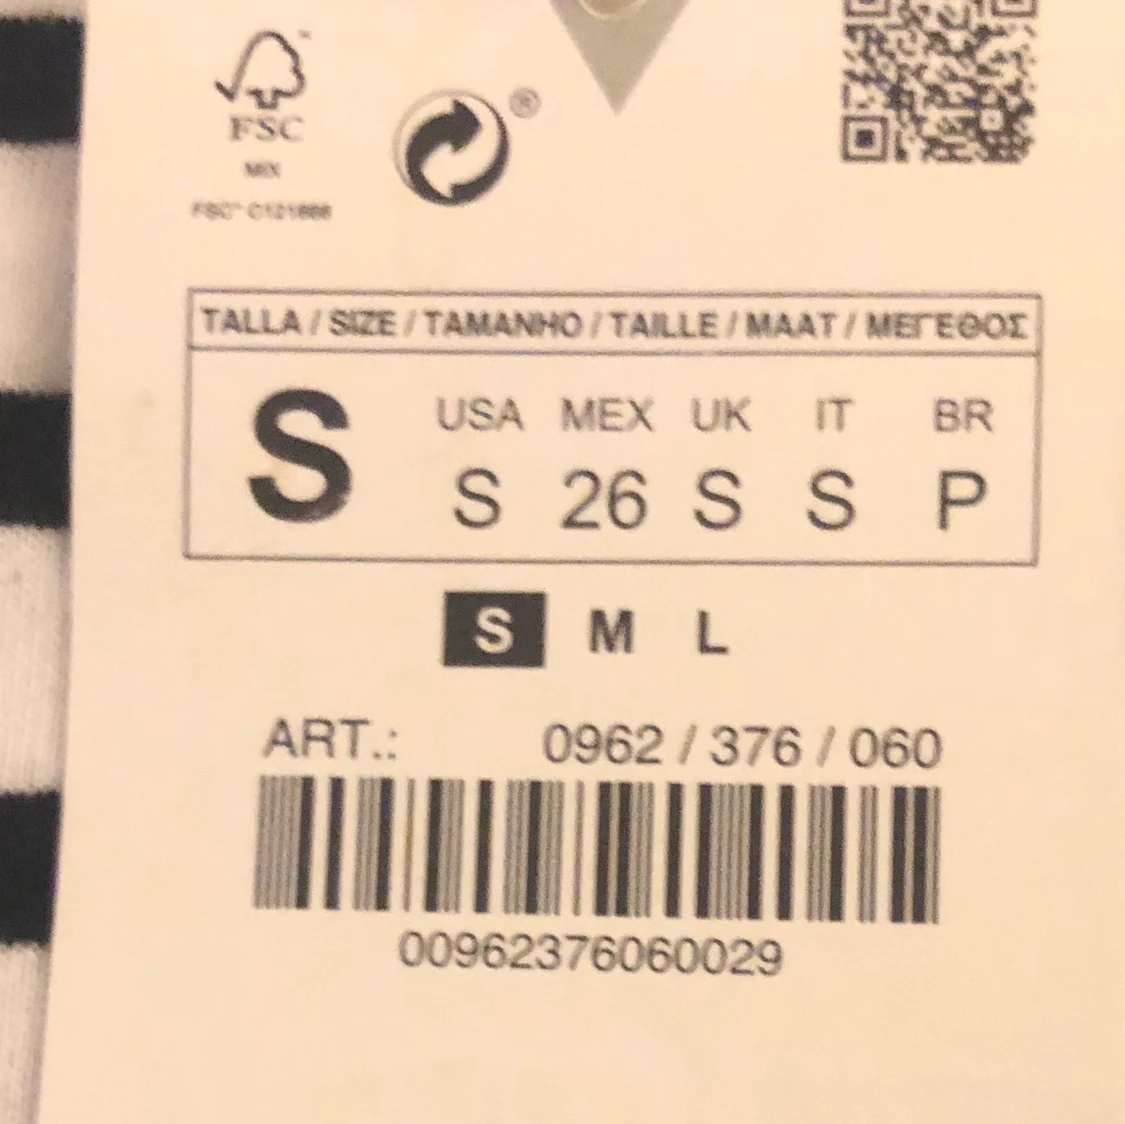 FSC
MIX
®
TALLA / SIZE / TAMANHO / TAILLE / MAAT / ΜΕΓΕΘΟΣ
S
USA MEX UK IT BR
S 26 S S P
S M L
ART.: 0962 / 376 / 060
00962376060029